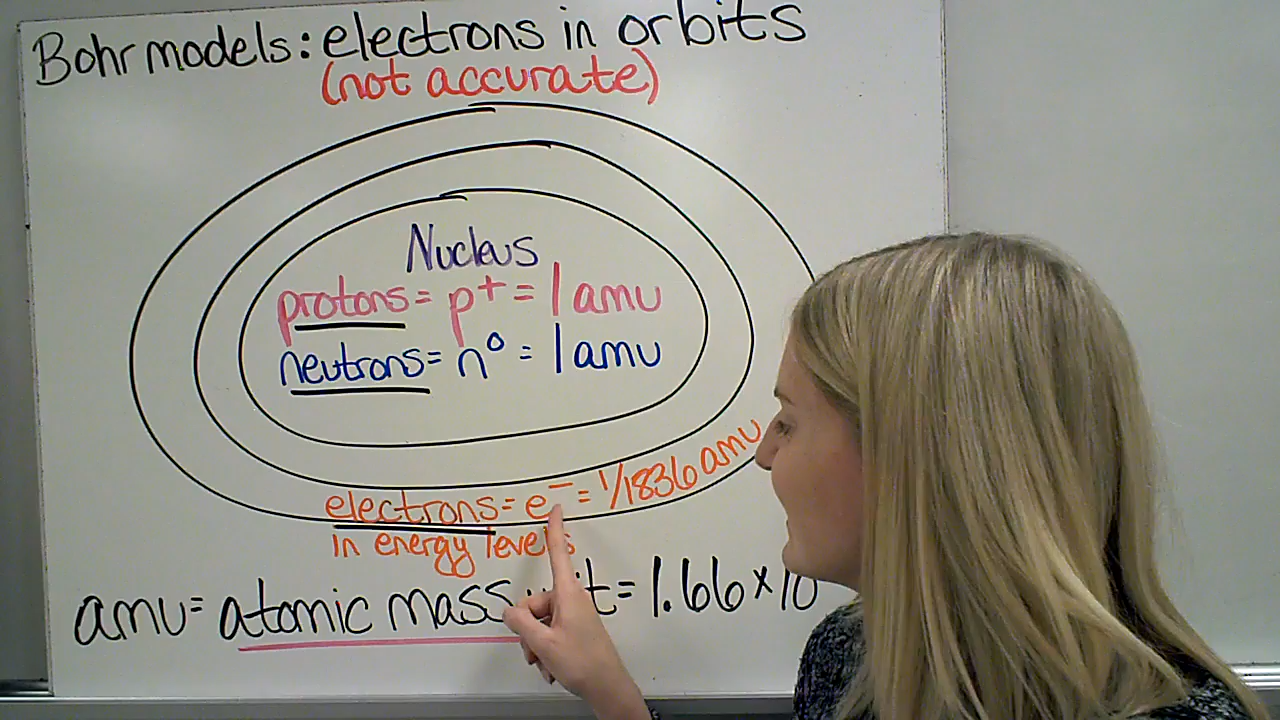 Bohr models: electrons in orbits
(not accurate)
Nucleus
protons = p+ = 1 amu
neutrons = n⁰ = 1 amu
electrons = e⁻ = 1/1836 amu
in energy levels
amu = atomic mass = 1.66 × 10